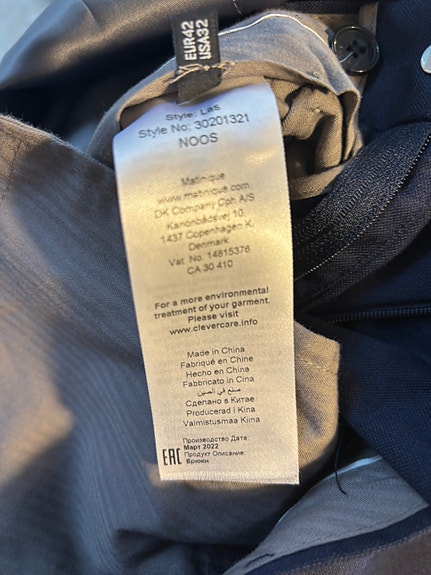 EUR42
USA32
Style: Las
Style No: 30201321
NOOS
Matinique
www.matinique.com
DK Company Cph A/S
Kanonbådsvej 10
1437 Copenhagen K.
Denmark
Vat. No. 14815376
CA 30 410
For a more environmental
treatment of your garment.
Please visit
www.clevercare.info
Made in China
Fabriqué en Chine
Hecho en China
Fabbricato in Cina
صنع في الصين
Сделано в Китае
Producerad i Kina
Valmistusmaa Kiina
EAC
Производство Дата:
Март 2022
Продукт Описание:
Брюки